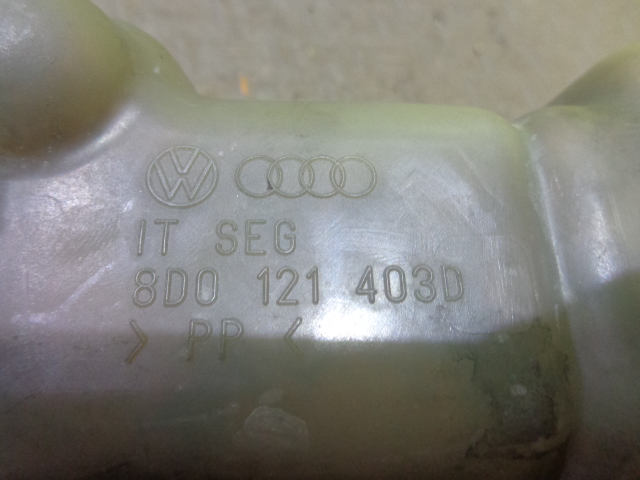 IT SEG
8D0 121 403D
> PP <